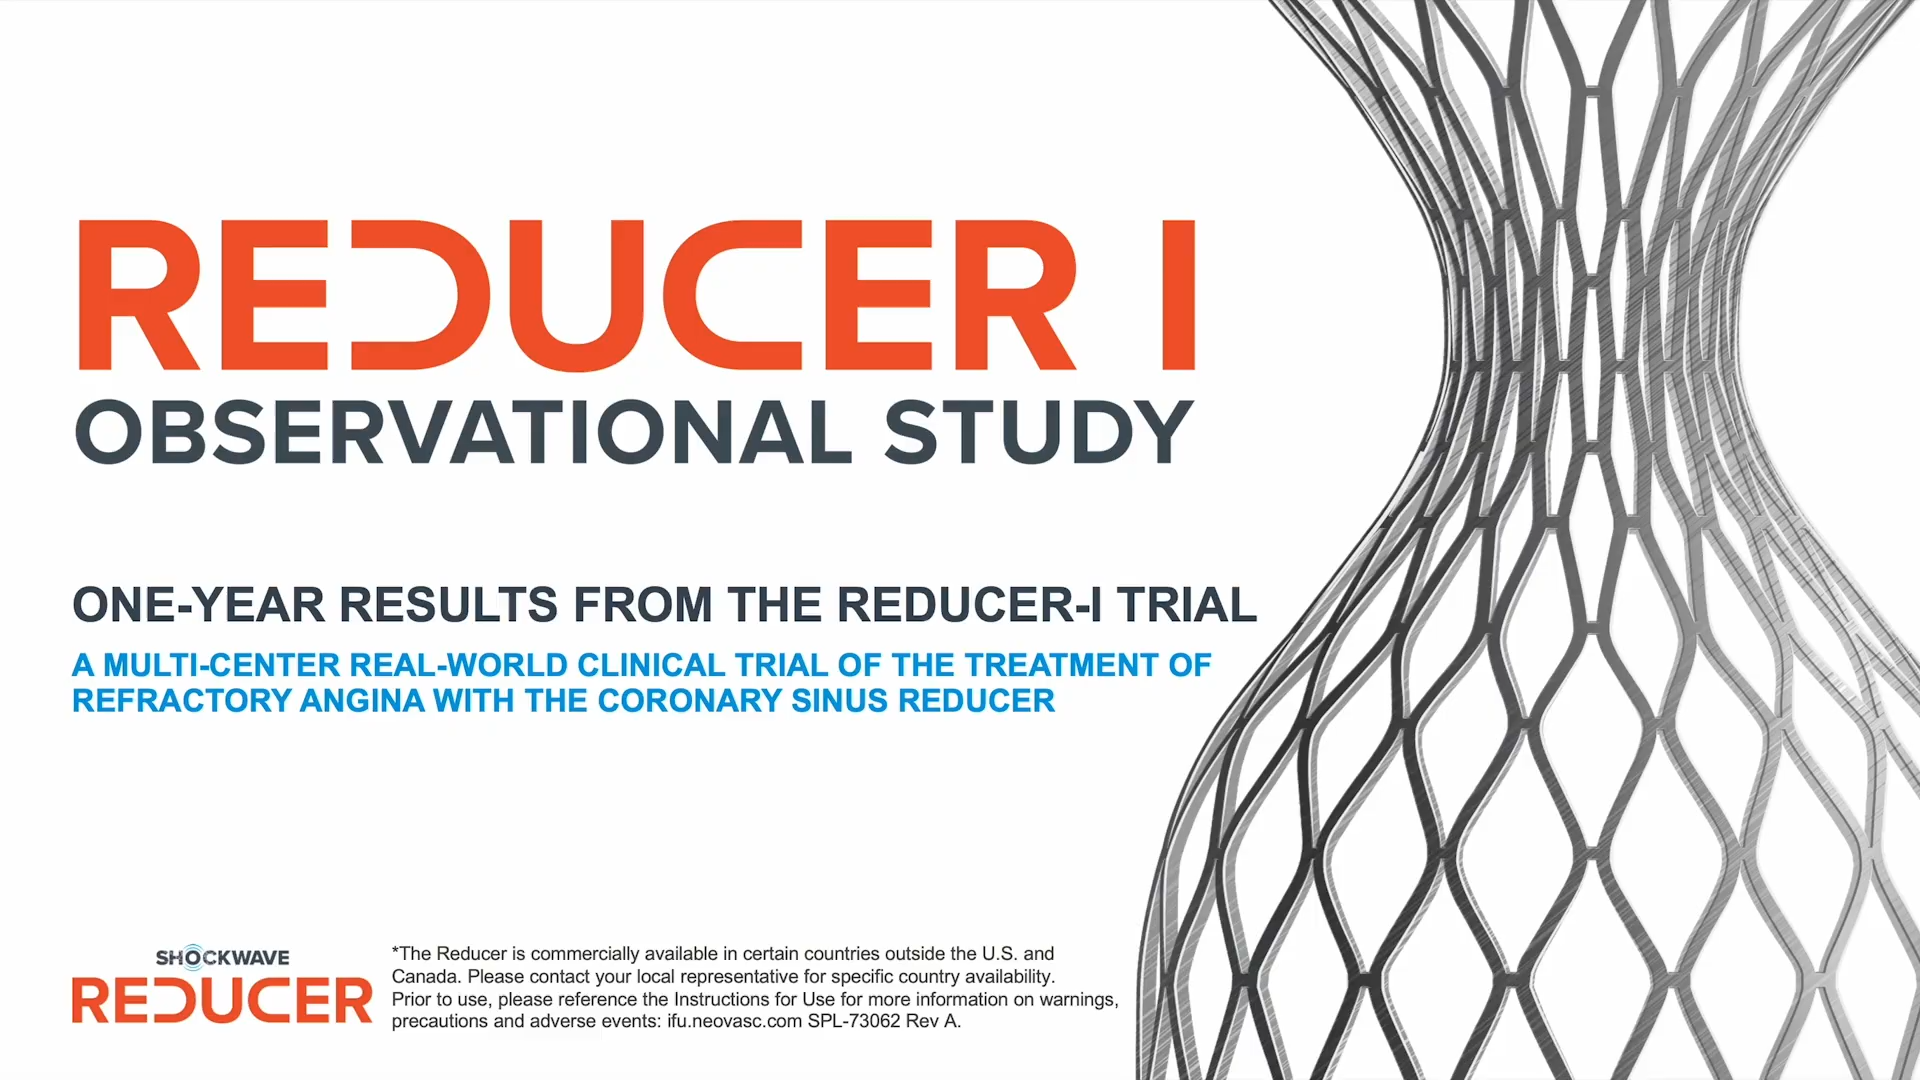 REDUCER I
OBSERVATIONAL STUDY
ONE-YEAR RESULTS FROM THE REDUCER-I TRIAL
A MULTI-CENTER REAL-WORLD CLINICAL TRIAL OF THE TREATMENT OF
REFRACTORY ANGINA WITH THE CORONARY SINUS REDUCER
SHOCKWAVE
REDUCER
*The Reducer is commercially available in certain countries outside the U.S. and
Canada. Please contact your local representative for specific country availability.
Prior to use, please reference the Instructions for Use for more information on warnings,
precautions and adverse events: ifu.neovasc.com SPL-73062 Rev A.